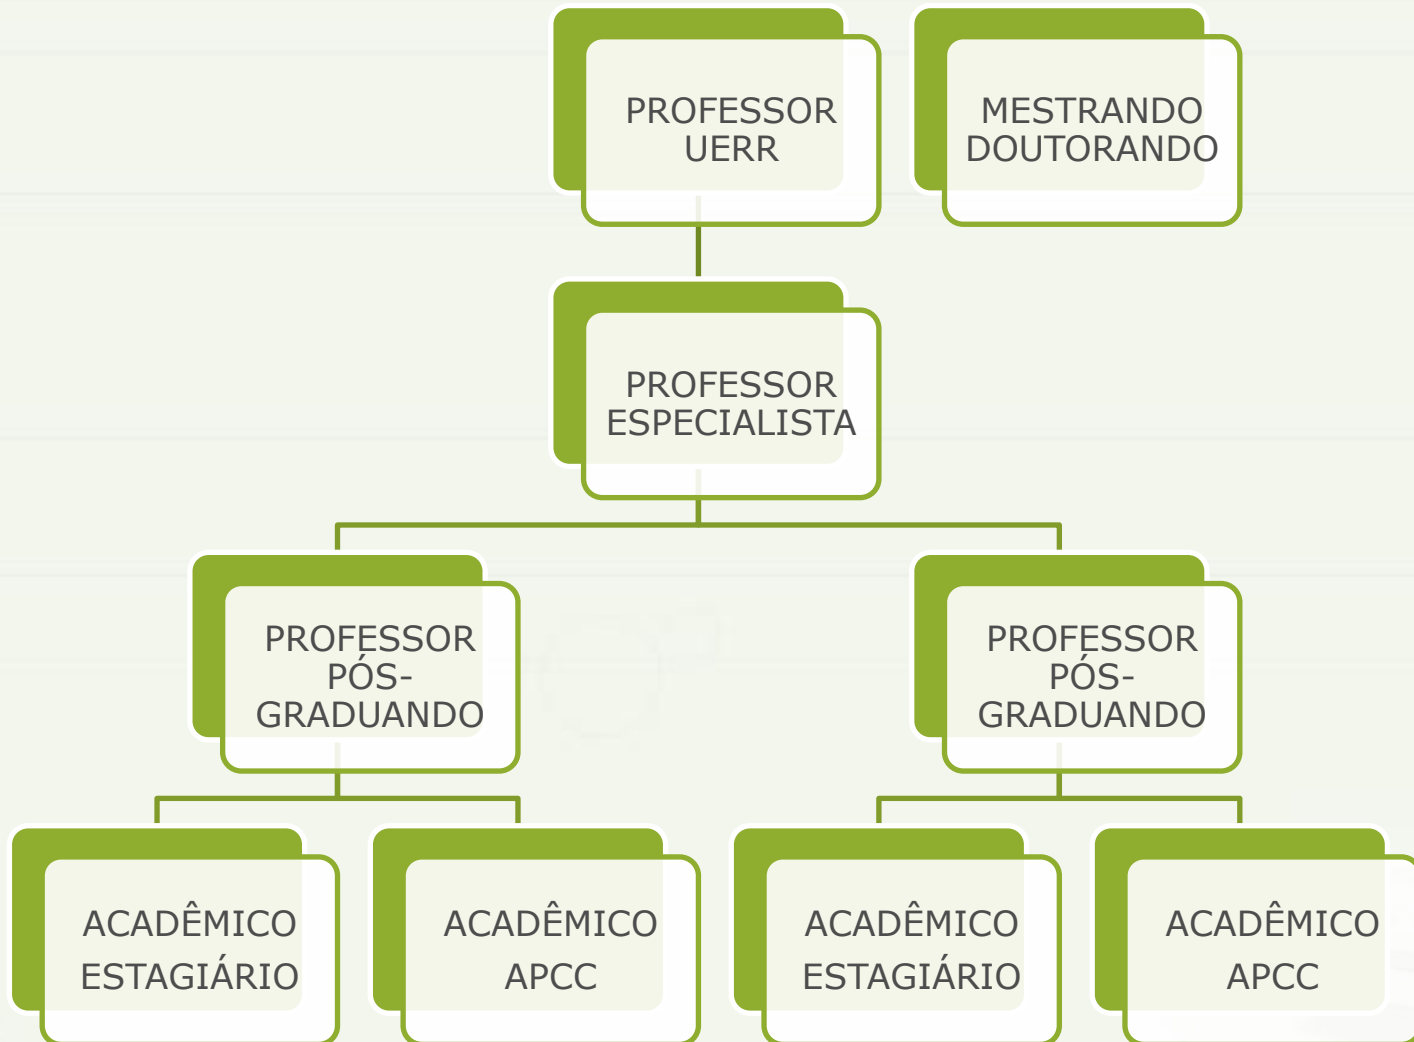 PROFESSOR
UERR
MESTRANDO
DOUTORANDO
PROFESSOR
ESPECIALISTA
PROFESSOR
PÓS-
GRADUANDO
PROFESSOR
PÓS-
GRADUANDO
ACADÊMICO
ESTAGIÁRIO
ACADÊMICO
APCC
ACADÊMICO
ESTAGIÁRIO
ACADÊMICO
APCC